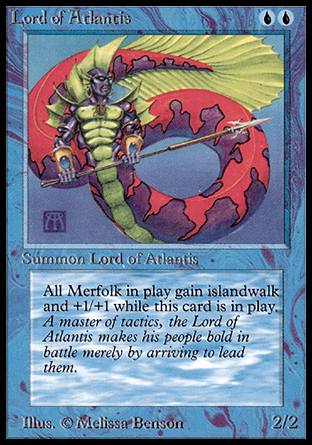 Lord of Atlantis
Summon Lord of Atlantis
All Merfolk in play gain islandwalk
and +1/+1 while this card is in play.
A master of tactics, the Lord of
Atlantis makes his people bold in
battle merely by arriving to lead
them.
Illus. © Melissa Benson 2/2